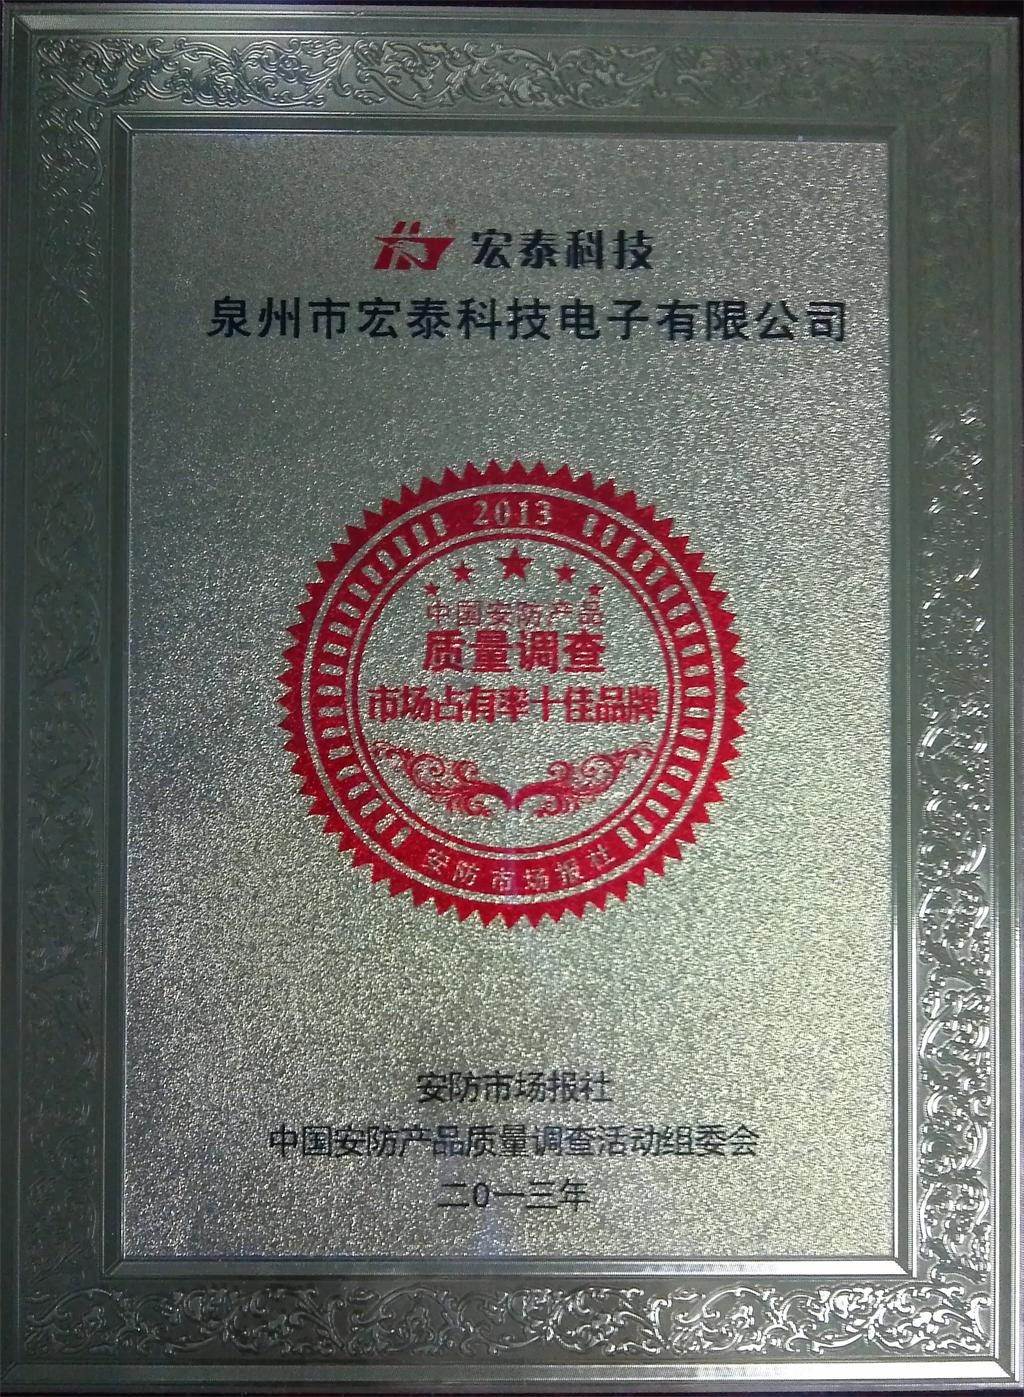 宏泰科技
泉州市宏泰科技电子有限公司
2013
中国安防产品
质量调查
市场占有率十佳品牌
安防市场报社
安防市场报社
中国安防产品质量调查活动组委会
二0一三年